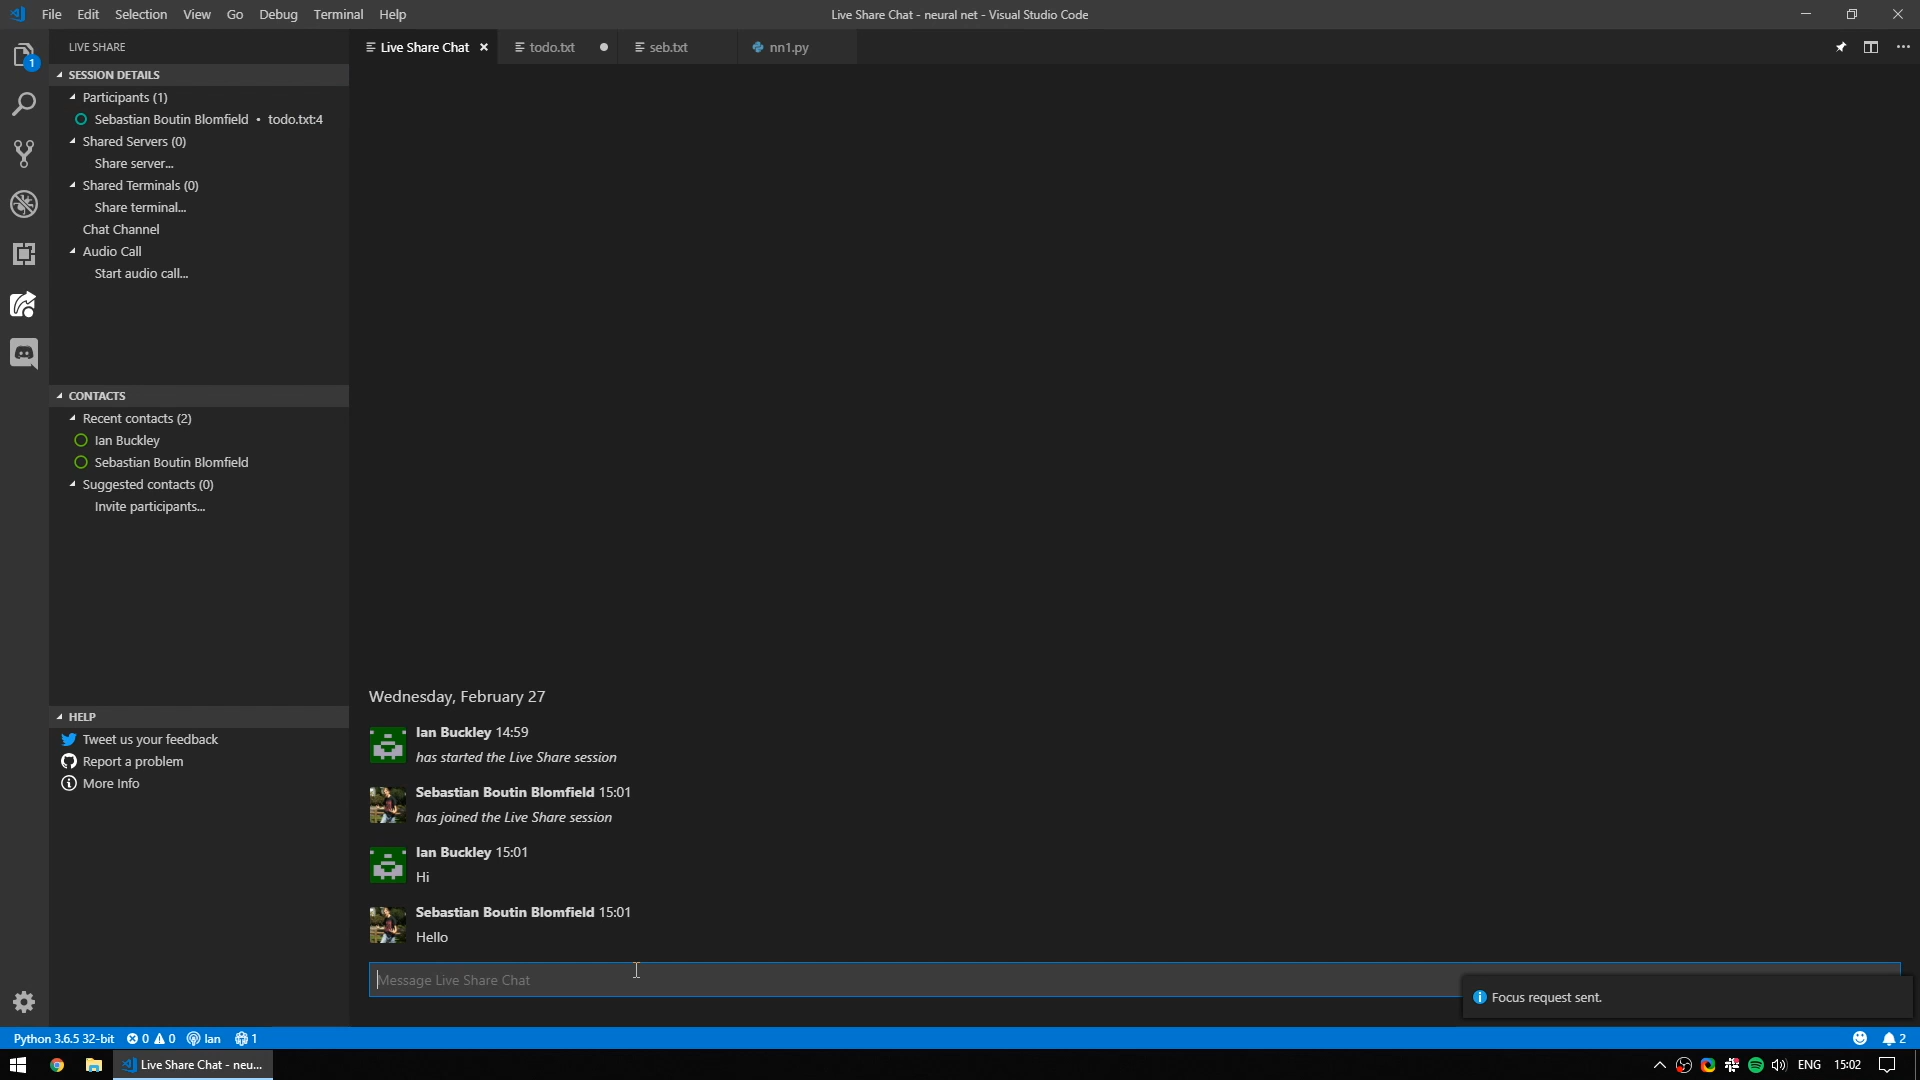 File Edit Selection View Go Debug Terminal Help
Live Share Chat - neural net - Visual Studio Code
LIVE SHARE
Live Share Chat
todo.txt
seb.txt
nn1.py
1
SESSION DETAILS
Participants (1)
Sebastian Boutin Blomfield • todo.txt:4
Shared Servers (0)
Share server...
Shared Terminals (0)
Share terminal...
Chat Channel
Audio Call
Start audio call...
CONTACTS
Recent contacts (2)
Ian Buckley
Sebastian Boutin Blomfield
Suggested contacts (0)
Invite participants...
HELP
Tweet us your feedback
Report a problem
More Info
Wednesday, February 27
Ian Buckley 14:59
has started the Live Share session
Sebastian Boutin Blomfield 15:01
has joined the Live Share session
Ian Buckley 15:01
Hi
Sebastian Boutin Blomfield 15:01
Hello
Message Live Share Chat
Focus request sent.
Python 3.6.5 32-bit 0 0 Ian 1
2
Live Share Chat - neu...
ENG 15:02